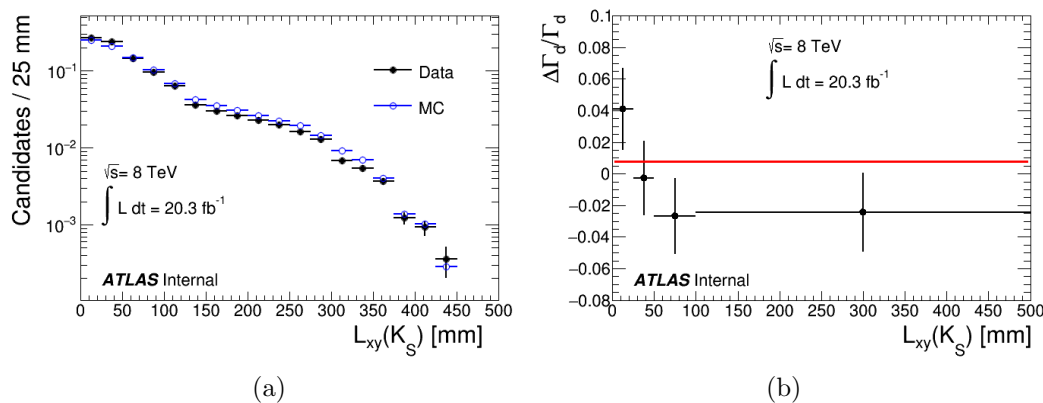 Candidates / 25 mm
10⁻¹
10⁻²
10⁻³
Data
MC
√s= 8 TeV
∫ L dt = 20.3 fb⁻¹
ATLAS Internal
0 50 100 150 200 250 300 350 400 450 500
L_xy(K_S) [mm]
(a)
ΔΓ_d/Γ_d
0.1
0.08
0.06
0.04
0.02
0
−0.02
−0.04
−0.06
−0.08
√s= 8 TeV
∫ L dt = 20.3 fb⁻¹
ATLAS Internal
0 50 100 150 200 250 300 350 400 450 500
L_xy(K_S) [mm]
(b)